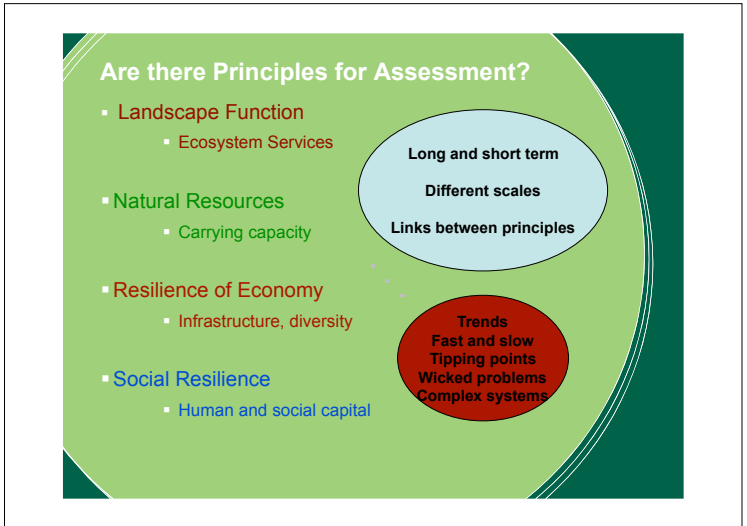 Are there Principles for Assessment?
▪ Landscape Function
▪ Ecosystem Services
▪ Natural Resources
▪ Carrying capacity
▪ Resilience of Economy
▪ Infrastructure, diversity
▪ Social Resilience
▪ Human and social capital
Long and short term
Different scales
Links between principles
Trends
Fast and slow
Tipping points
Wicked problems
Complex systems